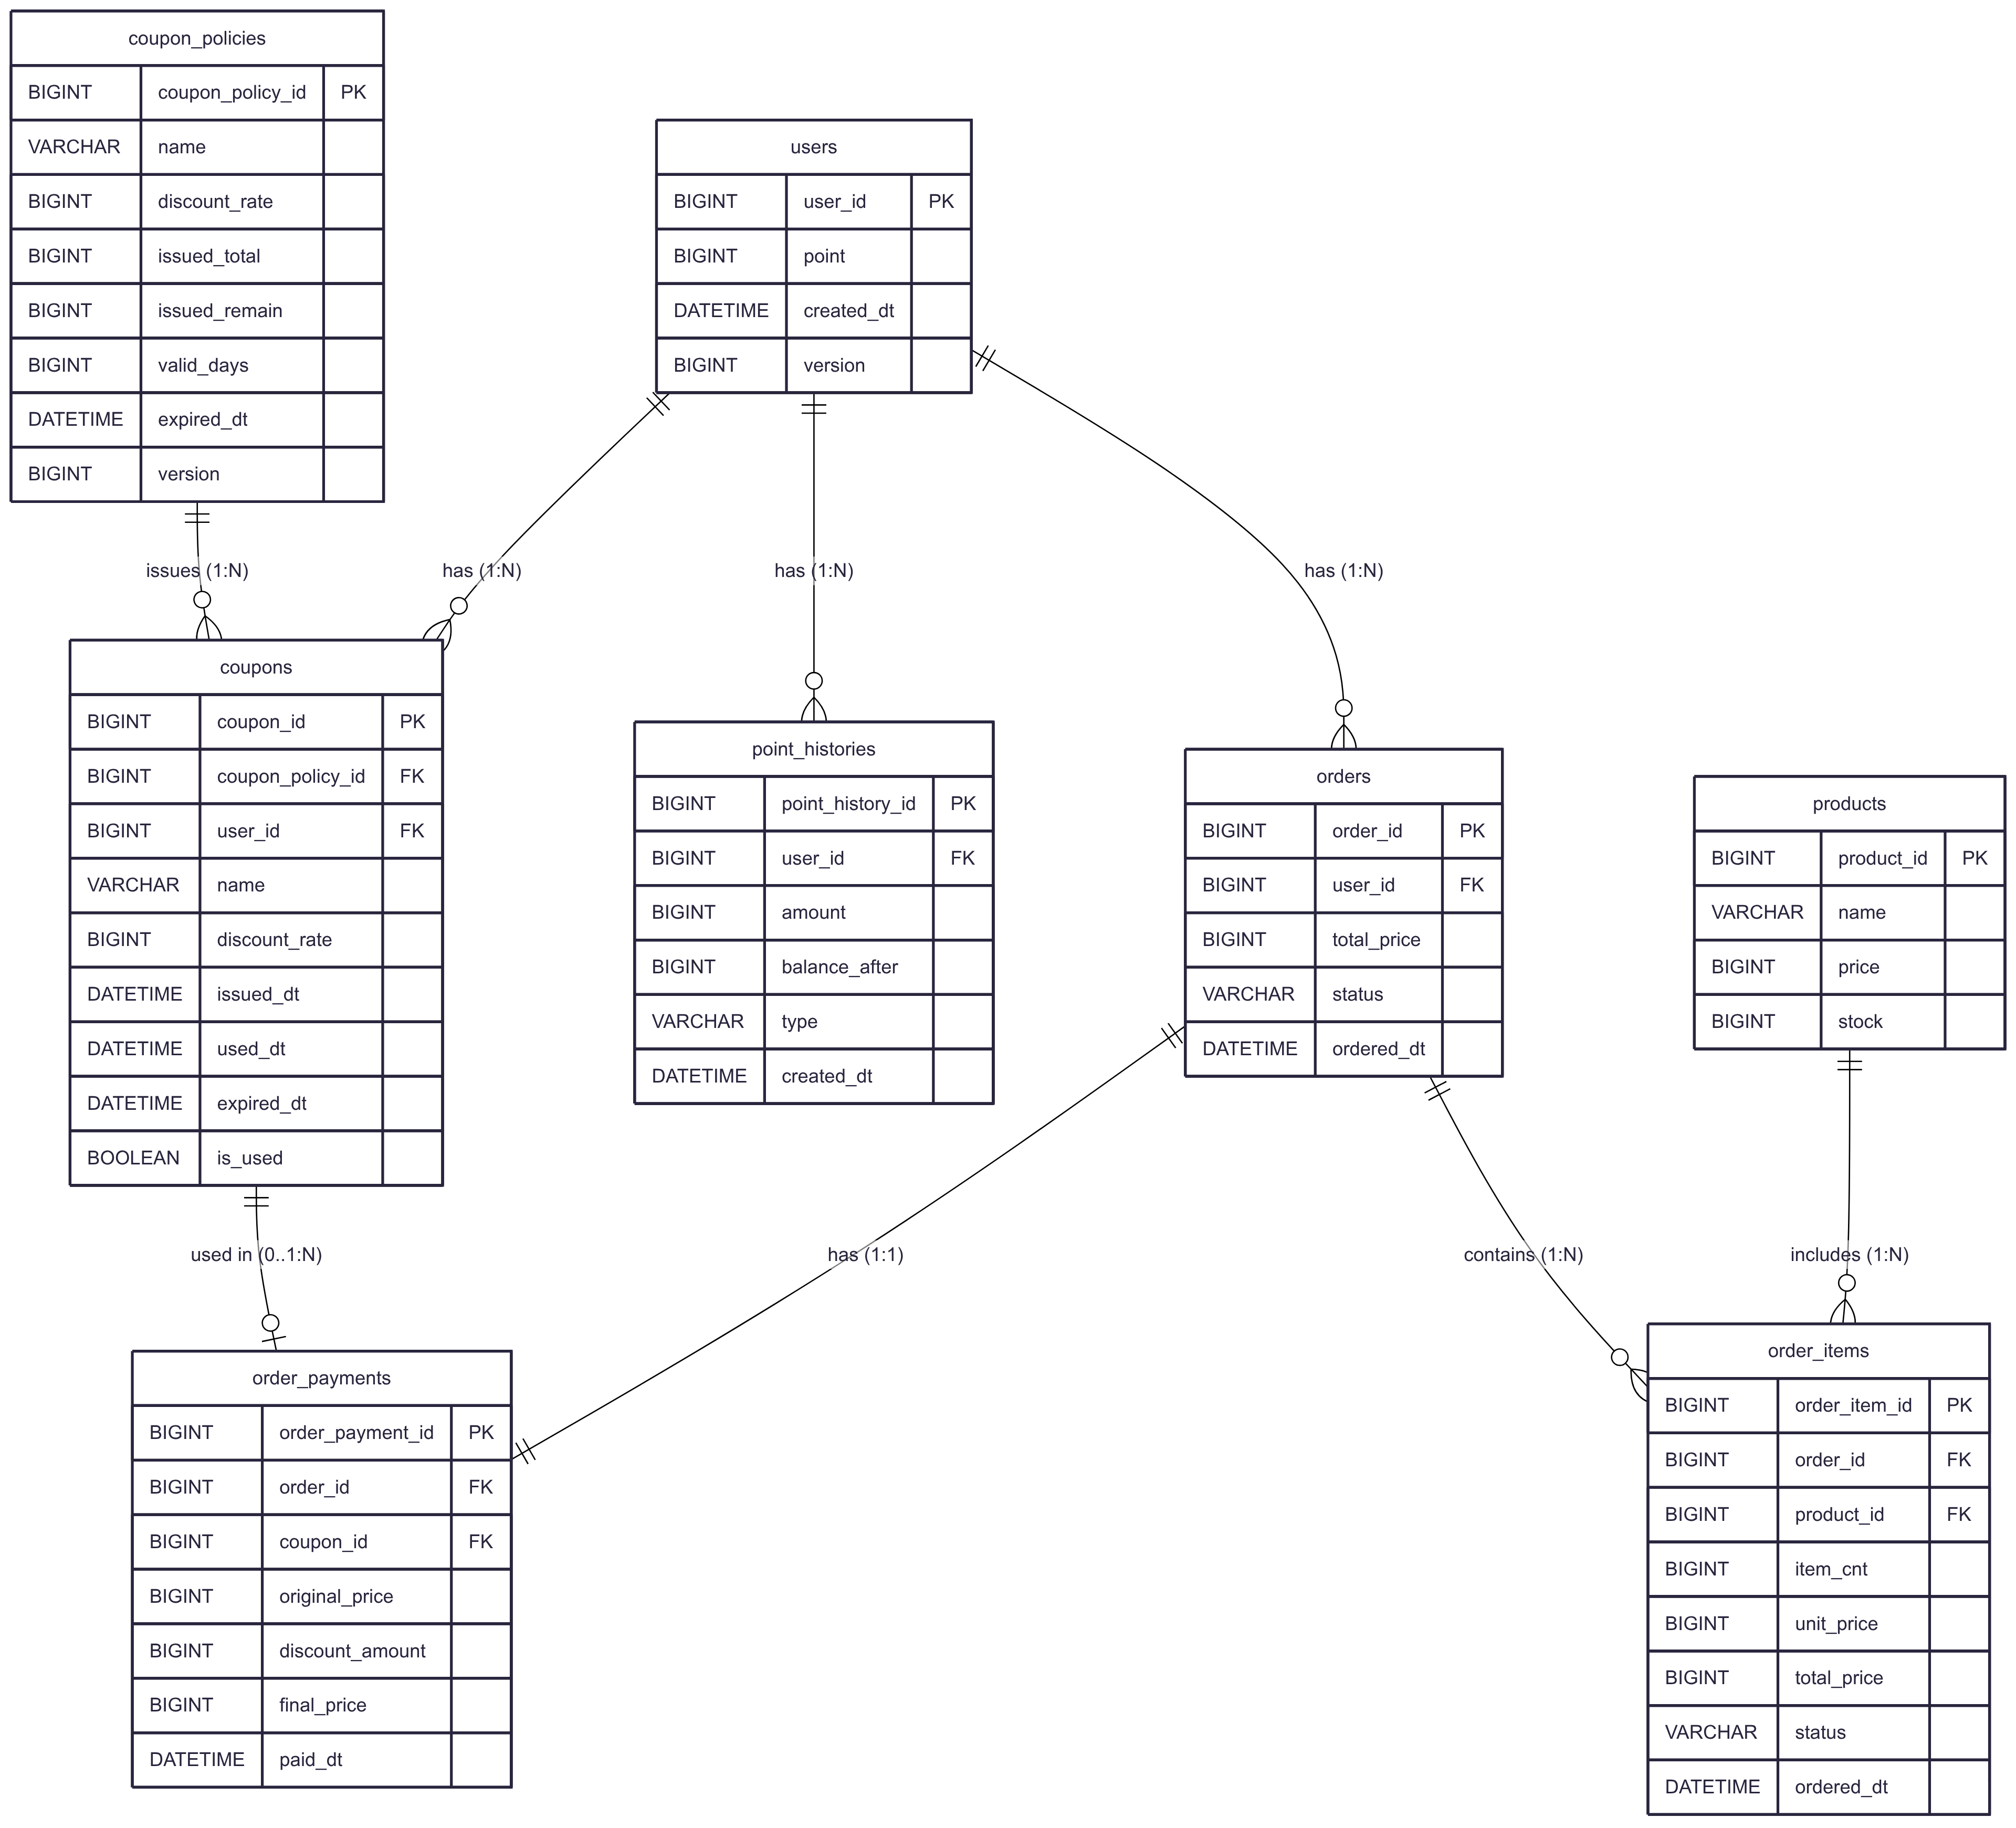 coupon_policies
BIGINT coupon_policy_id PK
VARCHAR name
BIGINT discount_rate
BIGINT issued_total
BIGINT issued_remain
BIGINT valid_days
DATETIME expired_dt
BIGINT version
users
BIGINT user_id PK
BIGINT point
DATETIME created_dt
BIGINT version
issues (1:N)
has (1:N)
has (1:N)
has (1:N)
coupons
BIGINT coupon_id PK
BIGINT coupon_policy_id FK
BIGINT user_id FK
VARCHAR name
BIGINT discount_rate
DATETIME issued_dt
DATETIME used_dt
DATETIME expired_dt
BOOLEAN is_used
point_histories
BIGINT point_history_id PK
BIGINT user_id FK
BIGINT amount
BIGINT balance_after
VARCHAR type
DATETIME created_dt
orders
BIGINT order_id PK
BIGINT user_id FK
BIGINT total_price
VARCHAR status
DATETIME ordered_dt
products
BIGINT product_id PK
VARCHAR name
BIGINT price
BIGINT stock
used in (0..1:N)
has (1:1)
contains (1:N)
includes (1:N)
order_payments
BIGINT order_payment_id PK
BIGINT order_id FK
BIGINT coupon_id FK
BIGINT original_price
BIGINT discount_amount
BIGINT final_price
DATETIME paid_dt
order_items
BIGINT order_item_id PK
BIGINT order_id FK
BIGINT product_id FK
BIGINT item_cnt
BIGINT unit_price
BIGINT total_price
VARCHAR status
DATETIME ordered_dt